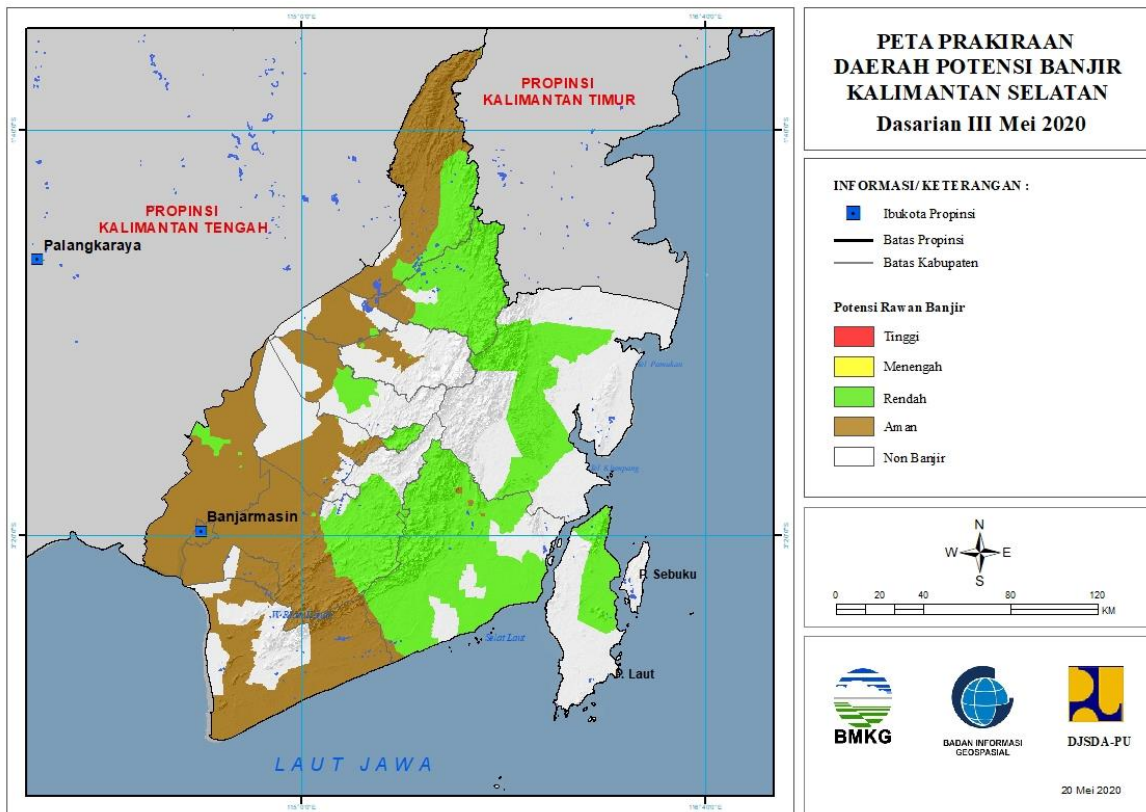 PETA PRAKIRAAN
DAERAH POTENSI BANJIR
KALIMANTAN SELATAN
Dasarian III Mei 2020
INFORMASI/ KETERANGAN :
Ibukota Propinsi
Batas Propinsi
Batas Kabupaten
Potensi Rawan Banjir
Tinggi
Menengah
Rendah
Aman
Non Banjir
N
W E
S
0 20 40 80 120
KM
BMKG
BADAN INFORMASI
GEOSPASIAL
DJSDA-PU
20 Mei 2020
PROPINSI
KALIMANTAN TIMUR
PROPINSI
KALIMANTAN TENGAH
Palangkaraya
Banjarmasin
P. Sebuku
P. Laut
Selat Laut
LAUT JAWA